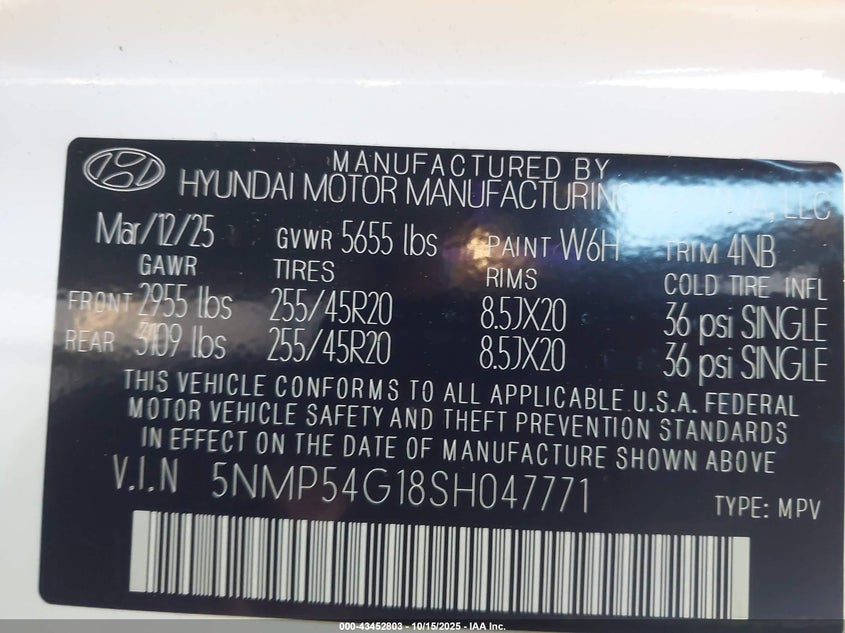 MANUFACTURED BY
HYUNDAI MOTOR MANUFACTURING LLC
Mar/12/25 GVWR 5655 lbs PAINT W6H TRIM 4NB
GAWR TIRES RIMS COLD TIRE INFL
FRONT 2955 lbs 255/45R20 8.5JX20 36 psi SINGLE
REAR 3109 lbs 255/45R20 8.5JX20 36 psi SINGLE
THIS VEHICLE CONFORMS TO ALL APPLICABLE U.S.A. FEDERAL
MOTOR VEHICLE SAFETY AND THEFT PREVENTION STANDARDS
IN EFFECT ON THE DATE OF MANUFACTURE SHOWN ABOVE
V.I.N 5NMP54G18SH047771 TYPE: MPV
000-43452803 - 10/15/2025 - IAA Inc.